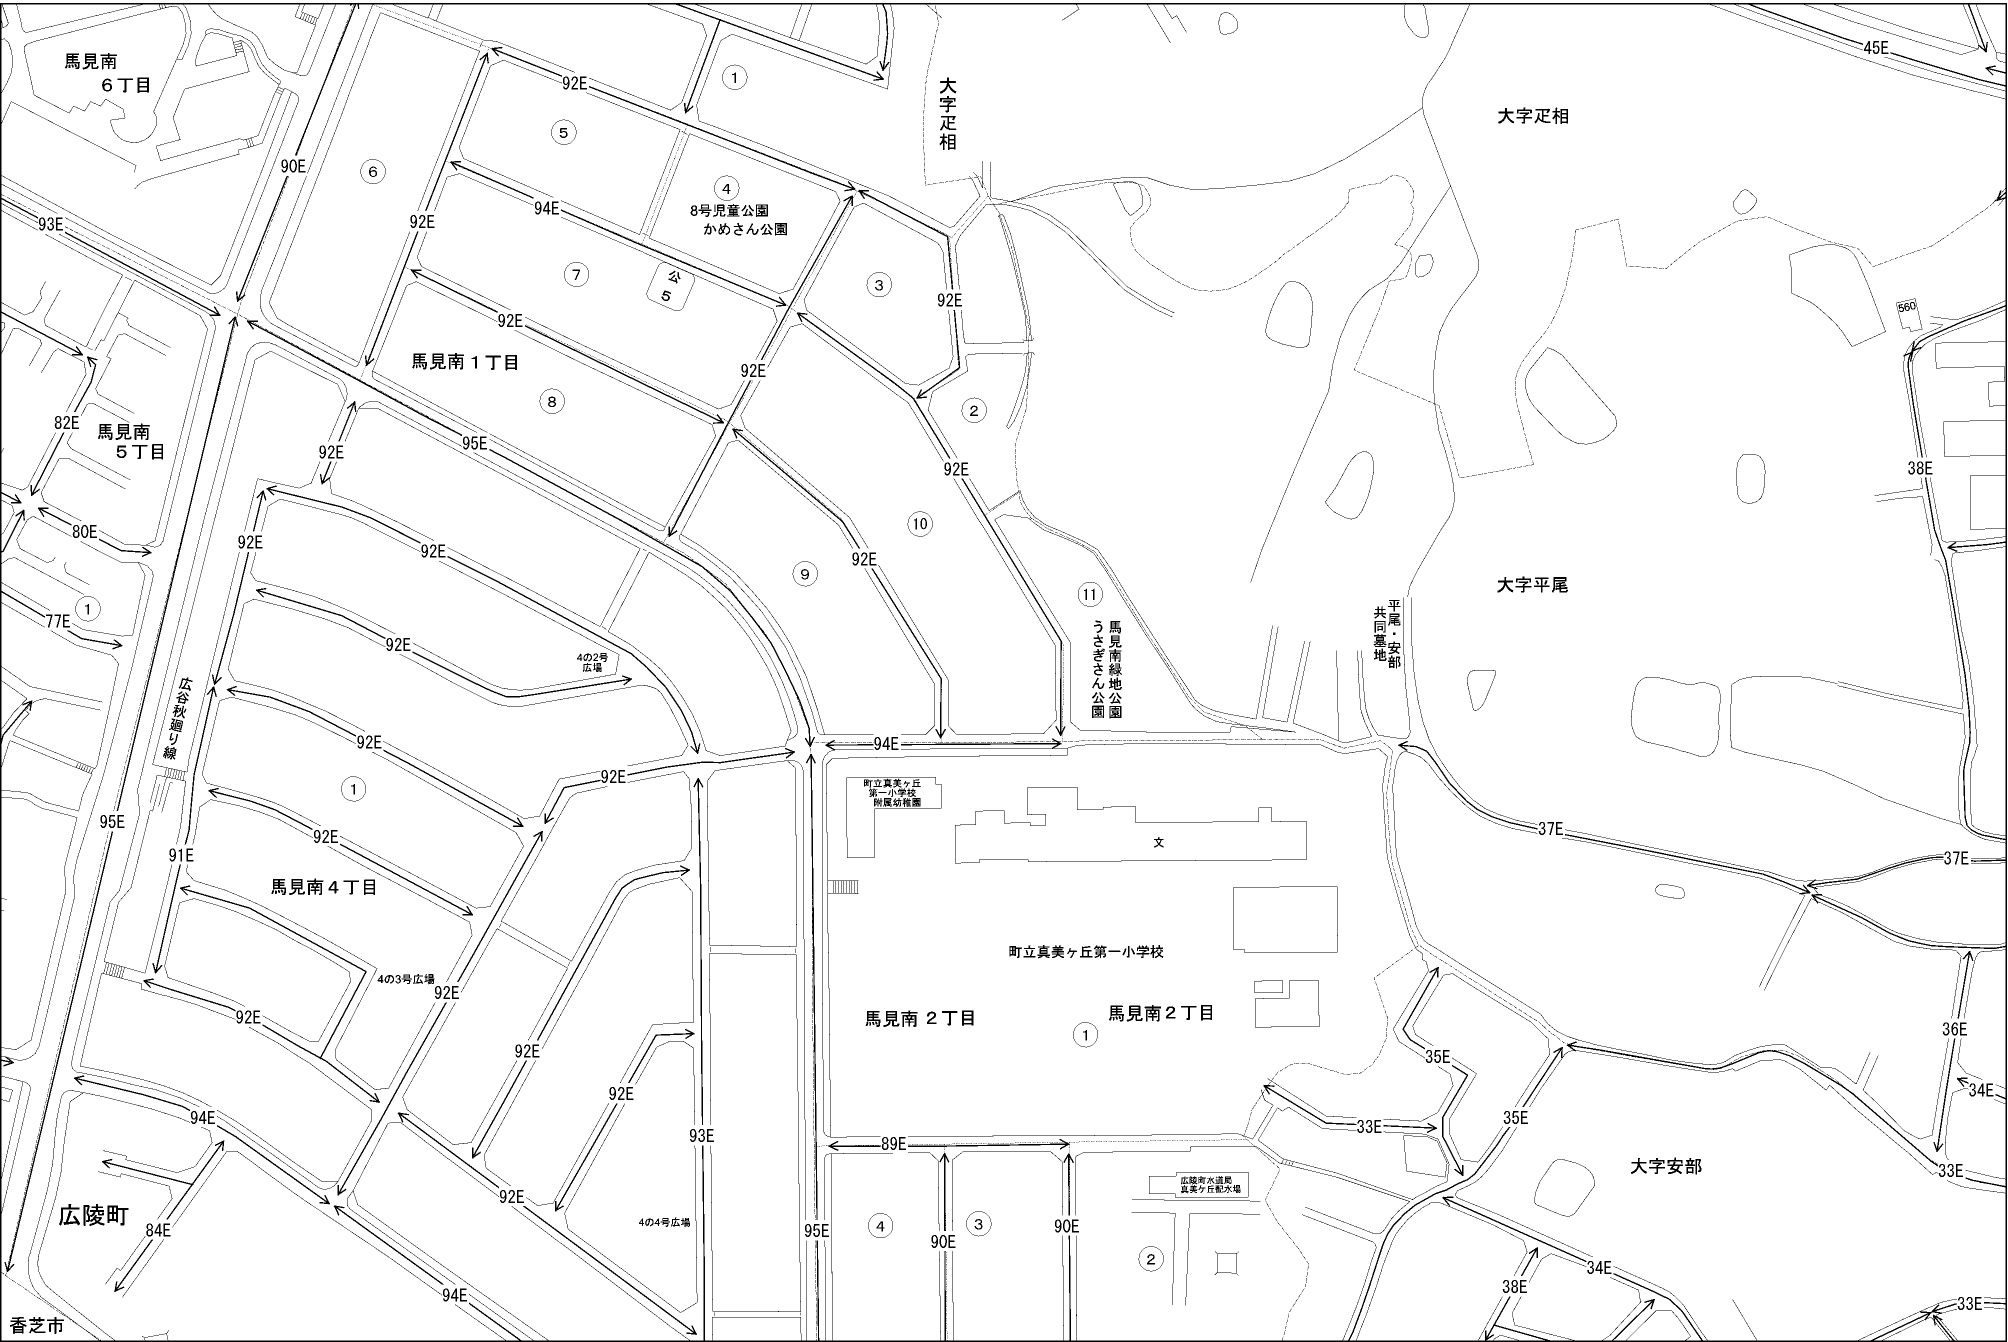 馬見南
6丁目
92E
①
45E
大字疋相
大字疋相
⑤
90E
⑥
④
8号児童公園
かめさん公園
94E
93E
92E
⑦
公
5
③
92E
560
92E
馬見南1丁目
92E
⑧
②
82E
馬見南
5丁目
95E
92E
92E
38E
80E
92E
92E
⑩
92E
⑨
大字平尾
①
77E
⑪
馬見南緑地公園
うさぎさん公園
平尾・安部
共同墓地
92E
4の2号
広場
広谷秋廻り線
92E
94E
92E
町立真美ヶ丘
第一小学校
附属幼稚園
①
95E
92E
文
37E
91E
37E
馬見南4丁目
町立真美ヶ丘第一小学校
4の3号広場
92E
92E
馬見南2丁目
馬見南2丁目
①
36E
92E
35E
92E
34E
94E
93E
89E
33E
35E
大字安部
33E
92E
広陵町水道局
真美ケ丘配水場
広陵町
84E
4の4号広場
95E
④
90E
③
90E
②
34E
38E
94E
33E
香芝市